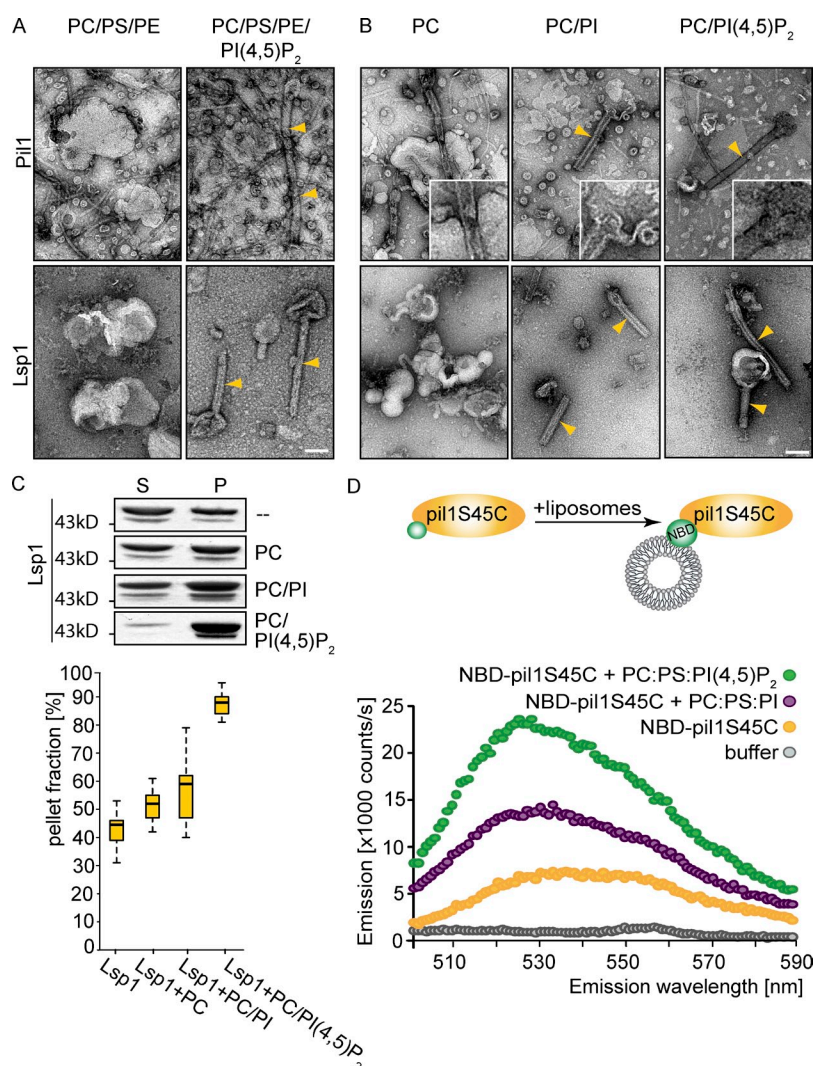 A
PC/PS/PE
PC/PS/PE/
PI(4,5)P2
B
PC
PC/PI
PC/PI(4,5)P2
Pil1
Lsp1
C
S
P
Lsp1
43kD
--
43kD
PC
43kD
PC/PI
43kD
PC/
PI(4,5)P2
pellet fraction [%]
100
90
80
70
60
50
40
30
20
10
0
Lsp1
Lsp1+PC
Lsp1+PC/PI
Lsp1+PC/PI(4,5)P2
D
pil1S45C
+liposomes
pil1S45C
NBD
NBD-pil1S45C + PC:PS:PI(4,5)P2
NBD-pil1S45C + PC:PS:PI
NBD-pil1S45C
buffer
Emission [x1000 counts/s]
25
20
15
10
5
0
510
530
550
570
590
Emission wavelength [nm]